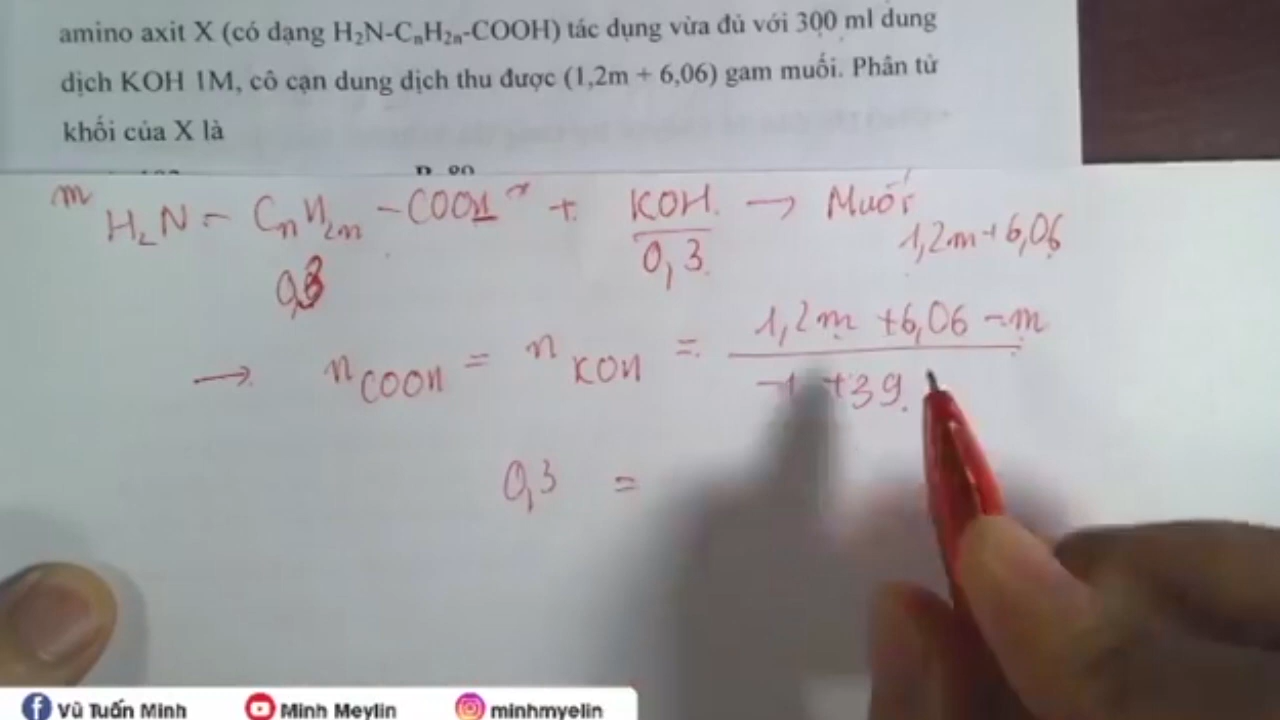 amino axit X (có dạng H₂N-CₙH₂ₙ-COOH) tác dụng vừa đủ với 300 ml dung
dịch KOH 1M, cô cạn dung dịch thu được (1,2m + 6,06) gam muối. Phân tử
khối của X là
m
H₂N - CₙH₂ₙ - COOH + KOH → Muối
0,3 0,3 1,2m + 6,06
→ n COOH = n KOH = 1,2m + 6,06 - m
-1 + 39
0,3 =
Vũ Tuấn Minh Minh Meylin minhmyelin